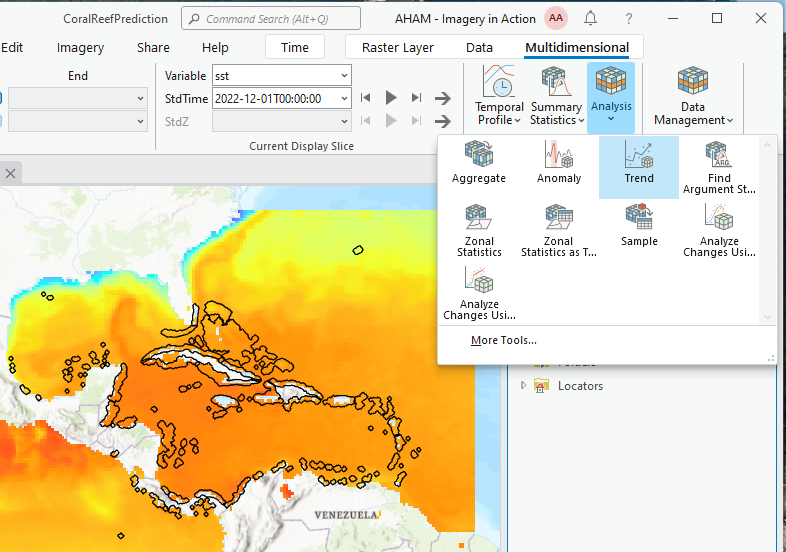 CoralReefPrediction
Command Search (Alt+Q)
AHAM - Imagery in Action
AA
?
Edit
Imagery
Share
Help
Time
Raster Layer
Data
Multidimensional
End
Variable
sst
StdTime
2022-12-01T00:00:00
StdZ
Current Display Slice
Temporal
Profile
Summary
Statistics
Analysis
Data
Management
Aggregate
Anomaly
Trend
Find
Argument St...
ARG
Zonal
Statistics
Zonal
Statistics as T...
Sample
Analyze
Changes Usi...
Analyze
Changes Usi...
More Tools...
Locators
VENEZUELA